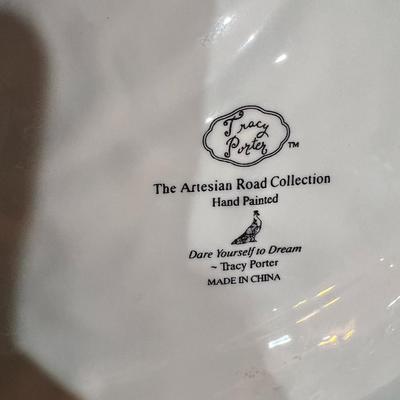 Tracy
Porter TM
The Artesian Road Collection
Hand Painted
Dare Yourself to Dream
~ Tracy Porter
MADE IN CHINA